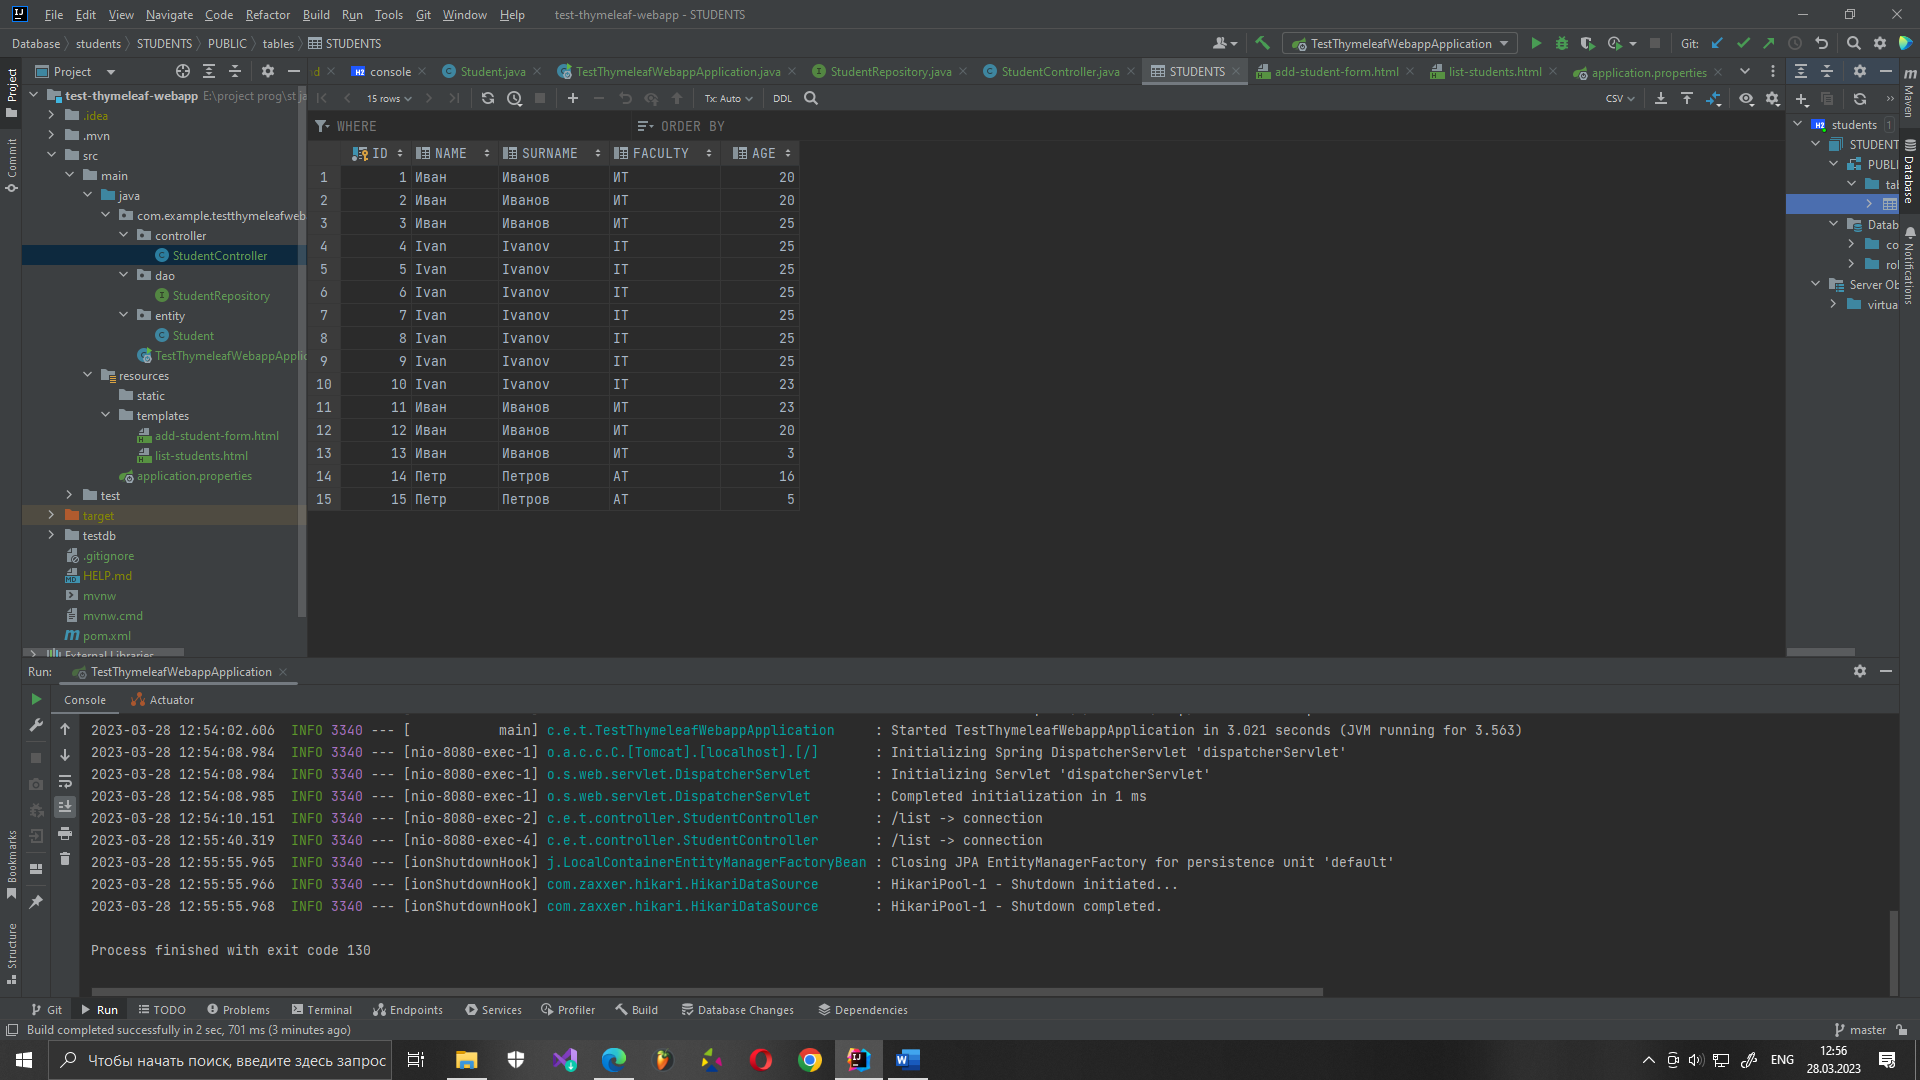 File Edit View Navigate Code Refactor Build Run Tools Git Window Help test-thymeleaf-webapp - STUDENTS
Database students STUDENTS PUBLIC tables STUDENTS TestThymeleafWebappApplication Git:
Project console Student.java TestThymeleafWebappApplication.java StudentRepository.java StudentController.java STUDENTS add-student-form.html list-students.html application.properties
15 rows Tx: Auto DDL CSV
WHERE ORDER BY
ID NAME SURNAME FACULTY AGE
1 1 Иван Иванов ИТ 20
2 2 Иван Иванов ИТ 20
3 3 Иван Иванов ИТ 25
4 4 Ivan Ivanov IT 25
5 5 Ivan Ivanov IT 25
6 6 Ivan Ivanov IT 25
7 7 Ivan Ivanov IT 25
8 8 Ivan Ivanov IT 25
9 9 Ivan Ivanov IT 25
10 10 Ivan Ivanov IT 23
11 11 Иван Иванов ИТ 23
12 12 Иван Иванов ИТ 20
13 13 Иван Иванов ИТ 3
14 14 Петр Петров АТ 16
15 15 Петр Петров АТ 5
test-thymeleaf-webapp E:\project prog\st ja
.idea
.mvn
src
main
java
com.example.testthymeleafweb
controller
StudentController
dao
StudentRepository
entity
Student
TestThymeleafWebappApplic
resources
static
templates
add-student-form.html
list-students.html
application.properties
test
target
testdb
.gitignore
HELP.md
mvnw
mvnw.cmd
pom.xml
External Libraries
students 1
STUDENT
PUBLI
tab
Datab
co
rol
Server Ob
virtua
Project
Commit
Bookmarks
Structure
Maven
Database
Notifications
Run: TestThymeleafWebappApplication
Console Actuator
2023-03-28 12:54:02.606 INFO 3340 --- [ main] c.e.t.TestThymeleafWebappApplication : Started TestThymeleafWebappApplication in 3.021 seconds (JVM running for 3.563)
2023-03-28 12:54:08.984 INFO 3340 --- [nio-8080-exec-1] o.a.c.c.C.[Tomcat].[localhost].[/] : Initializing Spring DispatcherServlet 'dispatcherServlet'
2023-03-28 12:54:08.984 INFO 3340 --- [nio-8080-exec-1] o.s.web.servlet.DispatcherServlet : Initializing Servlet 'dispatcherServlet'
2023-03-28 12:54:08.985 INFO 3340 --- [nio-8080-exec-1] o.s.web.servlet.DispatcherServlet : Completed initialization in 1 ms
2023-03-28 12:54:10.151 INFO 3340 --- [nio-8080-exec-2] c.e.t.controller.StudentController : /list -> connection
2023-03-28 12:55:40.319 INFO 3340 --- [nio-8080-exec-4] c.e.t.controller.StudentController : /list -> connection
2023-03-28 12:55:55.965 INFO 3340 --- [ionShutdownHook] j.LocalContainerEntityManagerFactoryBean : Closing JPA EntityManagerFactory for persistence unit 'default'
2023-03-28 12:55:55.966 INFO 3340 --- [ionShutdownHook] com.zaxxer.hikari.HikariDataSource : HikariPool-1 - Shutdown initiated...
2023-03-28 12:55:55.968 INFO 3340 --- [ionShutdownHook] com.zaxxer.hikari.HikariDataSource : HikariPool-1 - Shutdown completed.
Process finished with exit code 130
Git Run TODO Problems Terminal Endpoints Services Profiler Build Database Changes Dependencies
Build completed successfully in 2 sec, 701 ms (3 minutes ago) master
Чтобы начать поиск, введите здесь запрос ENG 12:56
28.03.2023